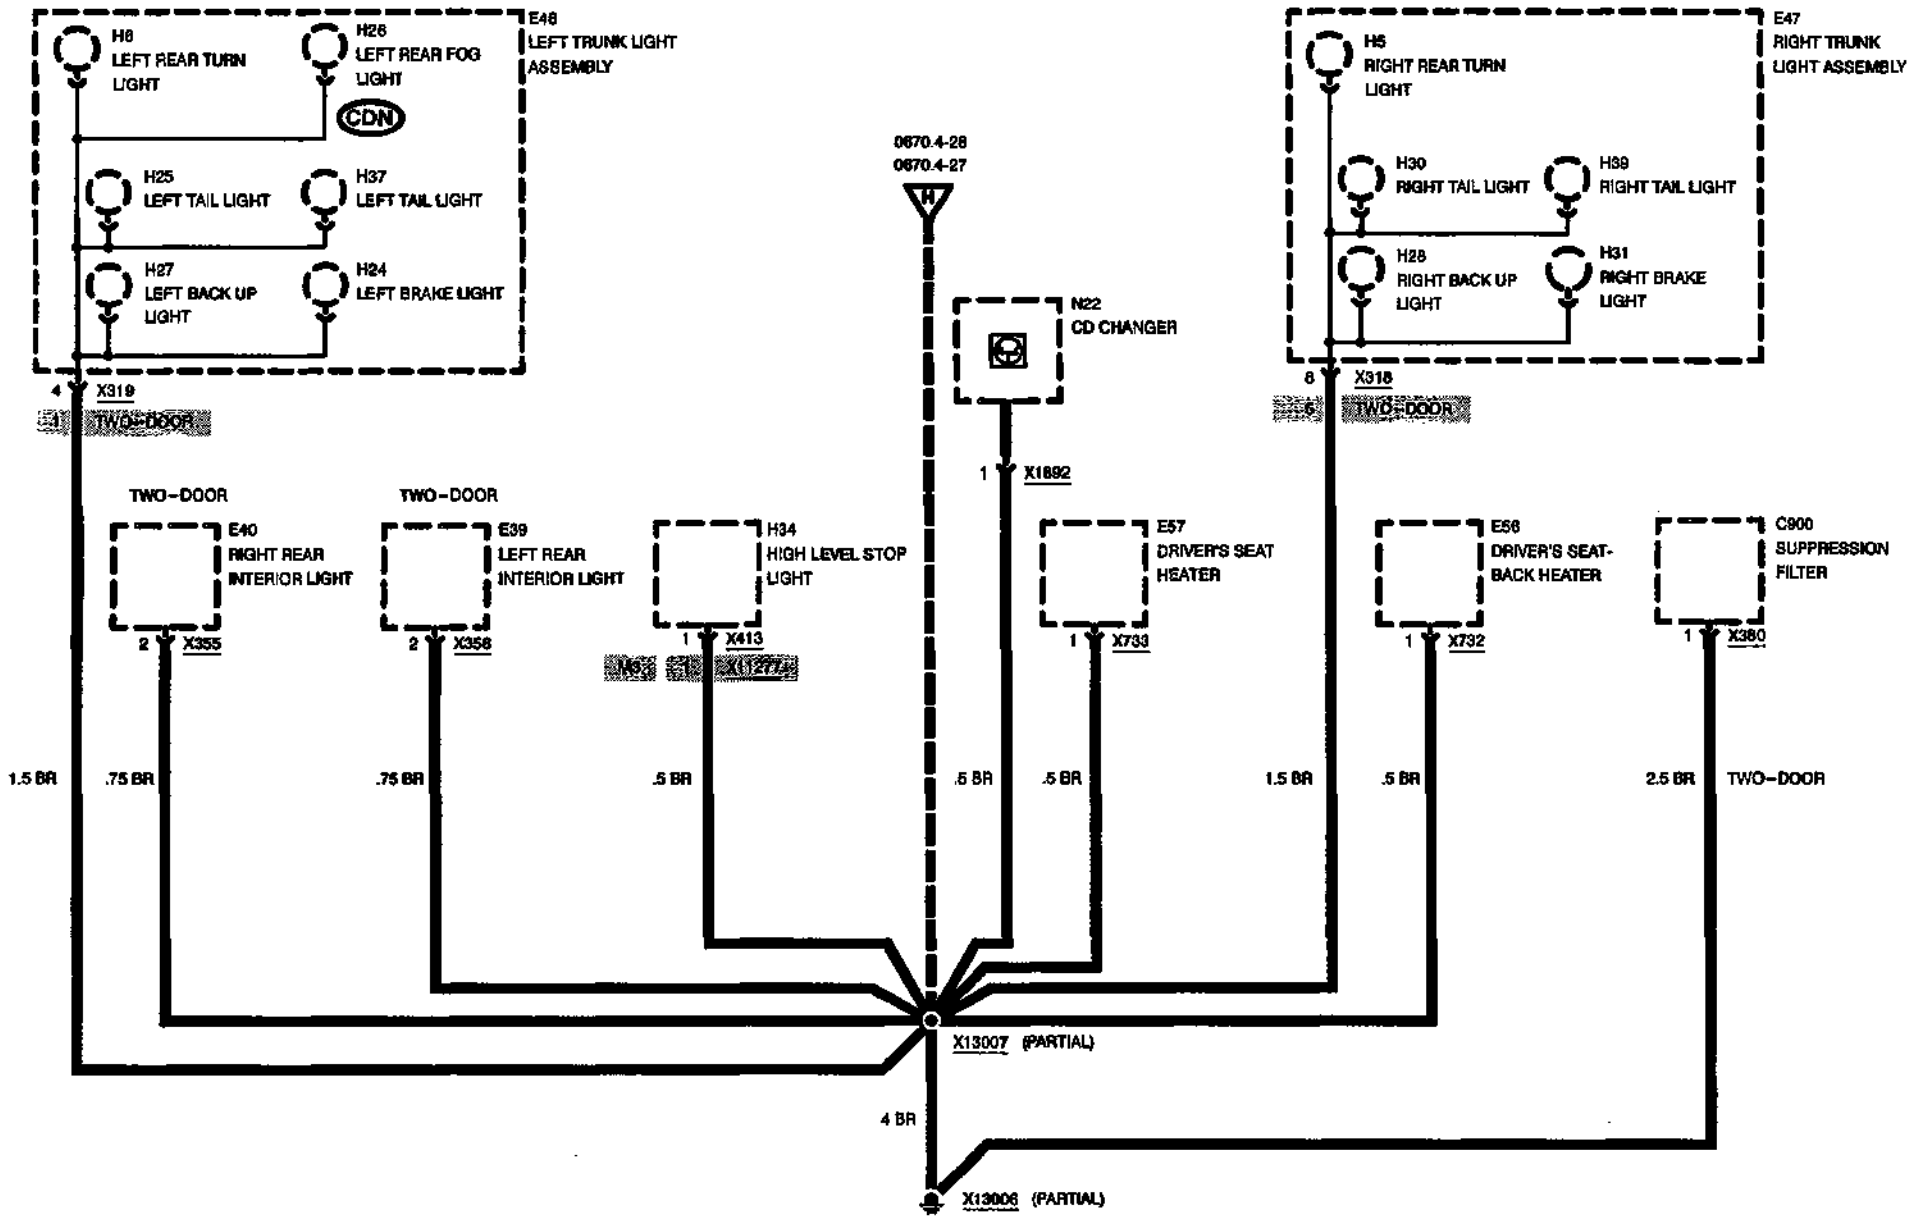 H6
LEFT REAR TURN
LIGHT
H26
LEFT REAR FOG
LIGHT
CDN
E48
LEFT TRUNK LIGHT
ASSEMBLY
H25
LEFT TAIL LIGHT
H37
LEFT TAIL LIGHT
H27
LEFT BACK UP
LIGHT
H24
LEFT BRAKE LIGHT
4 X319
1 TWO-DOOR
0670.4-28
0670.4-27
H
N22
CD CHANGER
1 X1892
H5
RIGHT REAR TURN
LIGHT
E47
RIGHT TRUNK
LIGHT ASSEMBLY
H30
RIGHT TAIL LIGHT
H39
RIGHT TAIL LIGHT
H28
RIGHT BACK UP
LIGHT
H31
RIGHT BRAKE
LIGHT
8 X318
6 TWO-DOOR
TWO-DOOR
E40
RIGHT REAR
INTERIOR LIGHT
2 X355
TWO-DOOR
E39
LEFT REAR
INTERIOR LIGHT
2 X356
H34
HIGH LEVEL STOP
LIGHT
1 X413
M3 1
E57
DRIVER'S SEAT
HEATER
1 X733
E56
DRIVER'S SEAT-
BACK HEATER
1 X732
C900
SUPPRESSION
FILTER
1 X380
1.5 BR
.75 BR
.75 BR
.5 BR
.5 BR
.5 BR
1.5 BR
.5 BR
2.5 BR
TWO-DOOR
X13007 (PARTIAL)
4 BR
X13006 (PARTIAL)